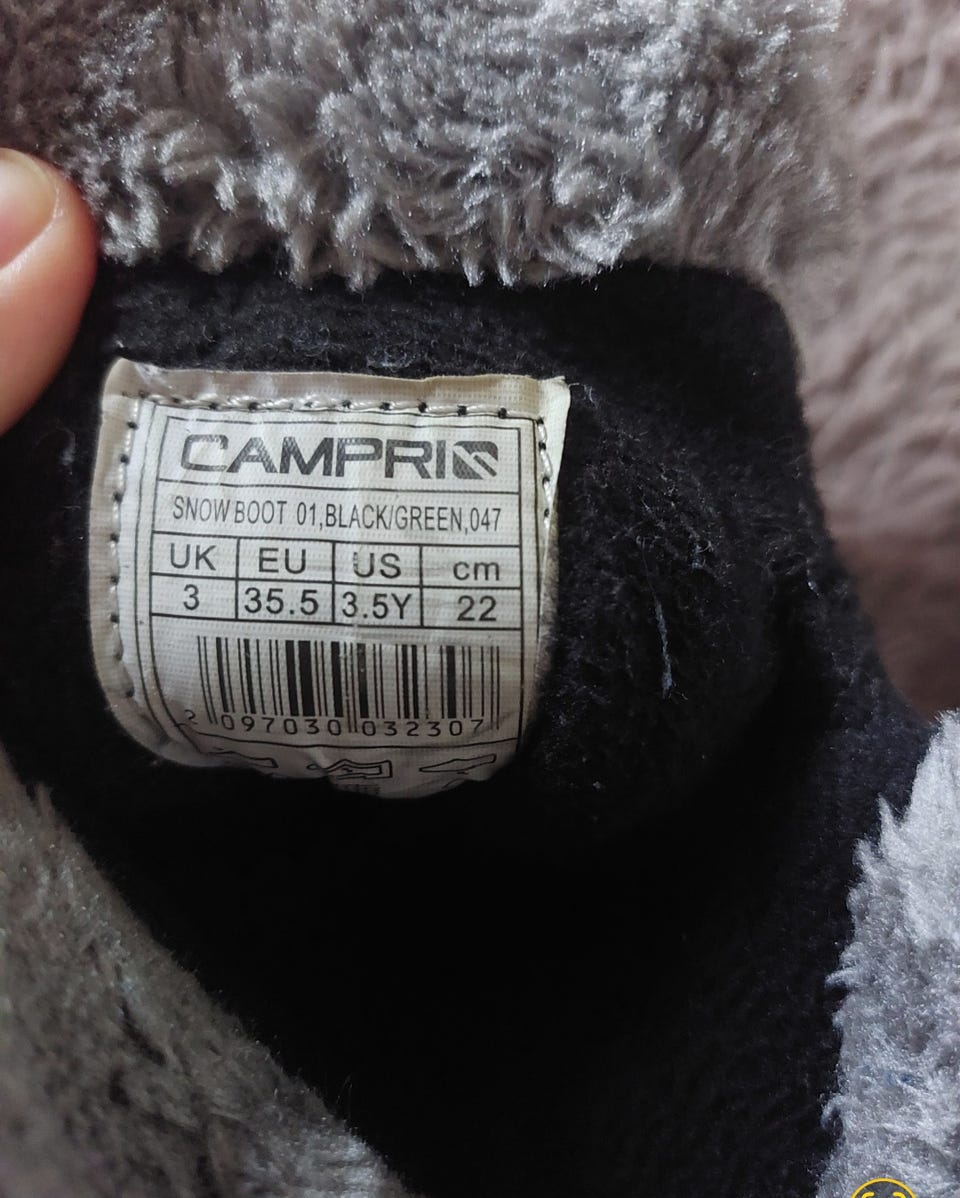 CAMPRI
SNOW BOOT 01,BLACK/GREEN,047
UK EU US cm
3 35.5 3.5Y 22
2 097030 032307